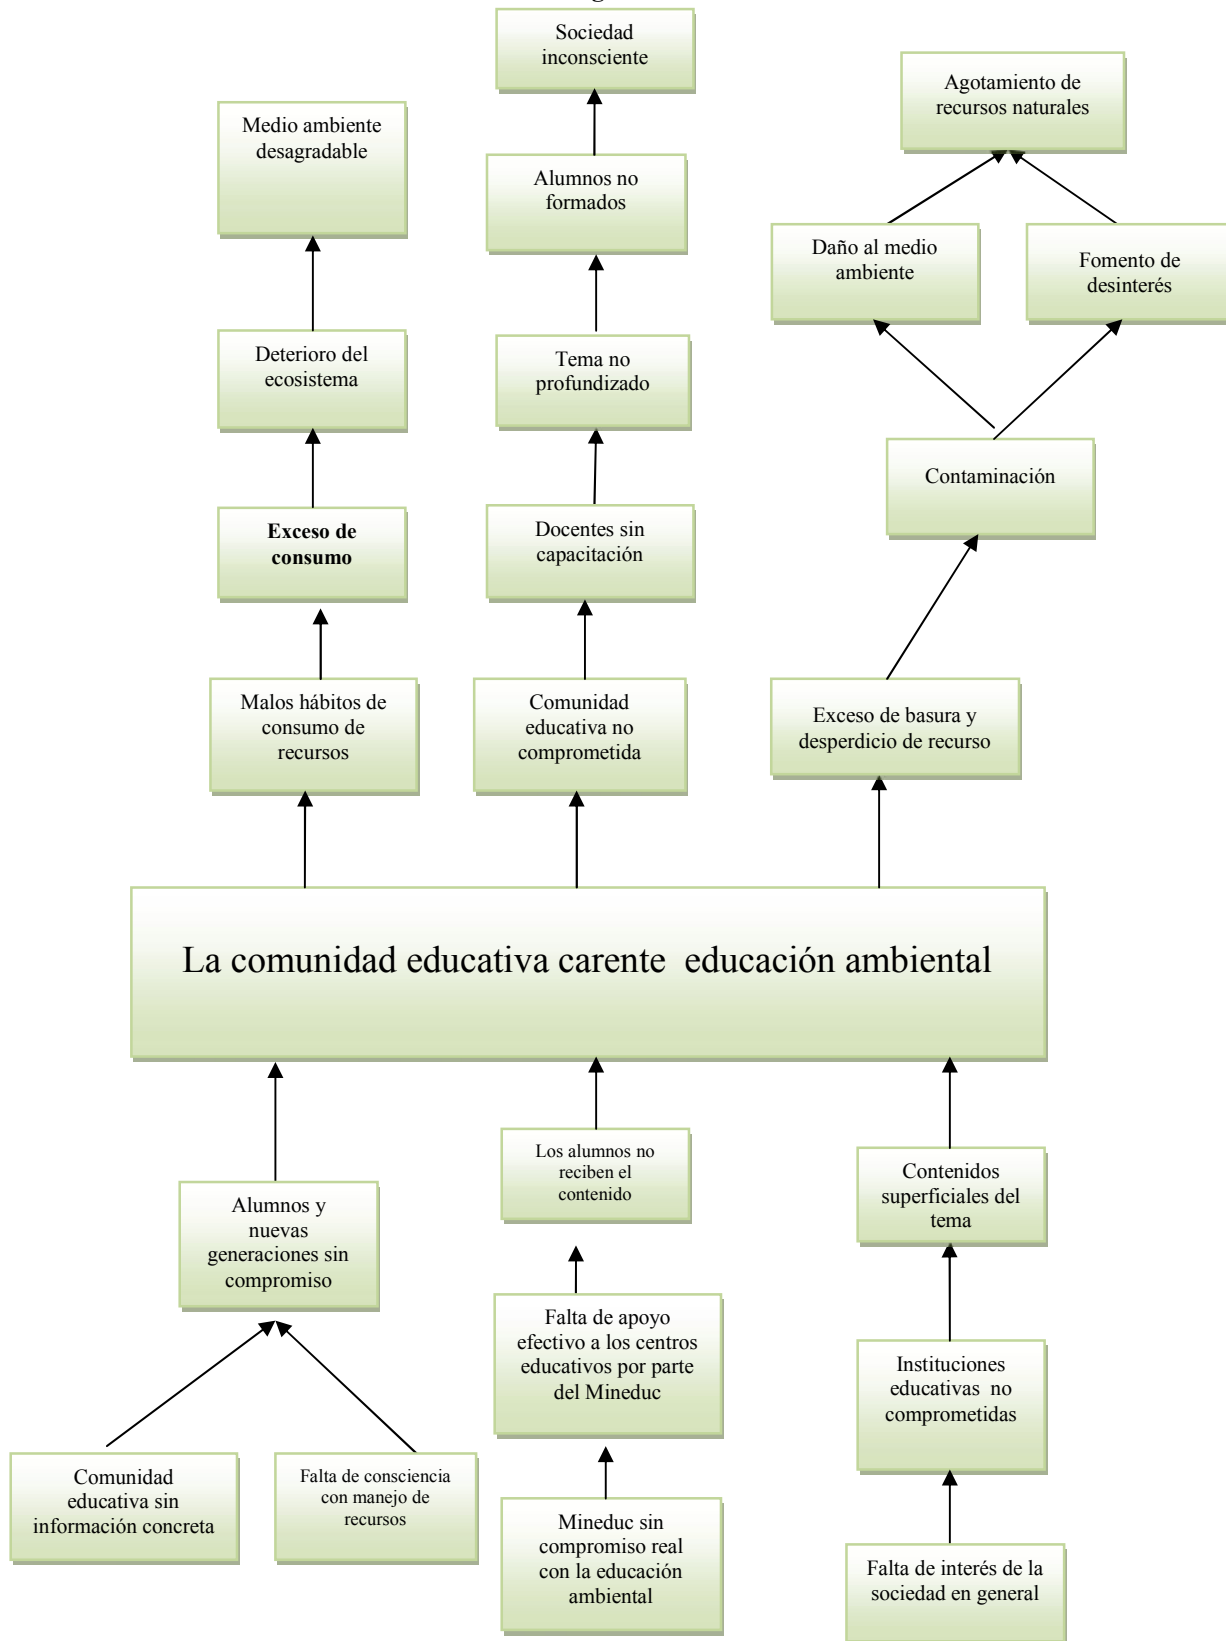 Sociedad
inconsciente
Agotamiento de
recursos naturales
Medio ambiente
desagradable
Alumnos no
formados
Daño al medio
ambiente
Fomento de
desinterés
Deterioro del
ecosistema
Tema no
profundizado
Contaminación
Exceso de
consumo
Docentes sin
capacitación
Malos hábitos de
consumo de
recursos
Comunidad
educativa no
comprometida
Exceso de basura y
desperdicio de recurso
La comunidad educativa carente  educación ambiental
Los alumnos no
reciben el
contenido
Contenidos
superficiales del
tema
Alumnos y
nuevas
generaciones sin
compromiso
Falta de apoyo
efectivo a los centros
educativos por parte
del Mineduc
Instituciones
educativas  no
comprometidas
Comunidad
educativa sin
información concreta
Falta de consciencia
con manejo de
recursos
Mineduc sin
compromiso real
con la educación
ambiental
Falta de interés de la
sociedad en general